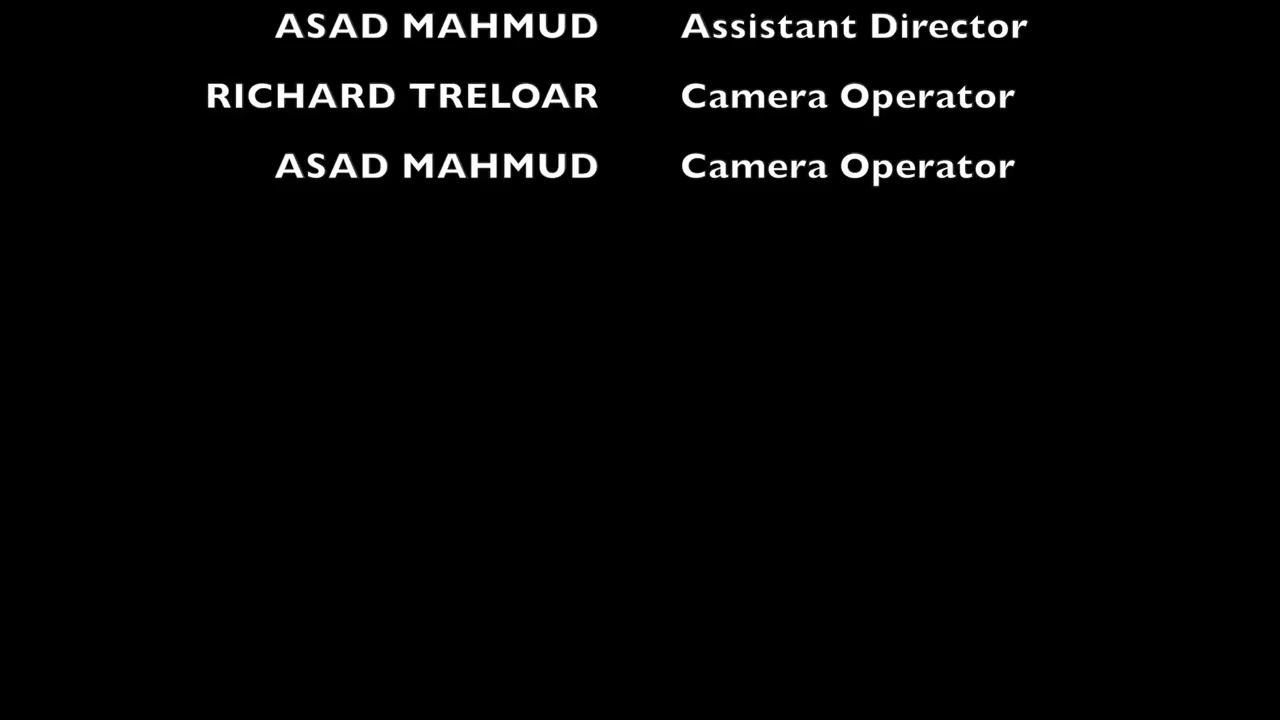 ASAD MAHMUD Assistant Director
RICHARD TRELOAR Camera Operator
ASAD MAHMUD Camera Operator